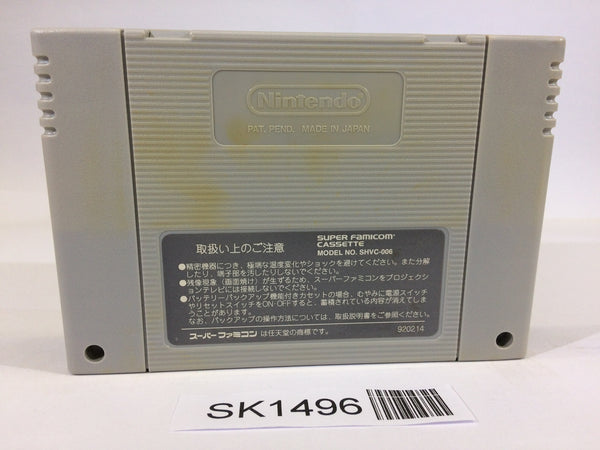 Nintendo
PAT. PEND. MADE IN JAPAN
取扱い上のご注意
SUPER FAMICOM
CASSETTE
MODEL NO. SHVC-006
●精密機器につき、極端な温度変化やショックを避けてください。また分解
したり、端子部を汚したりしないでください。
●残像現象（画面焼け）が生ずるため、スーパーファミコンをプロジェクシ
ョンテレビには接続しないでください。
●バッテリーバックアップ機能付きカセットの場合、むやみに電源スイッチ
やリセットスイッチをON・OFFすると、蓄積されている内容が消えてしま
うことがあります。
なお、バックアップの操作方法については、取扱説明書をご参照ください。
スーパーファミコンは任天堂の商標です。
920214
SK1496